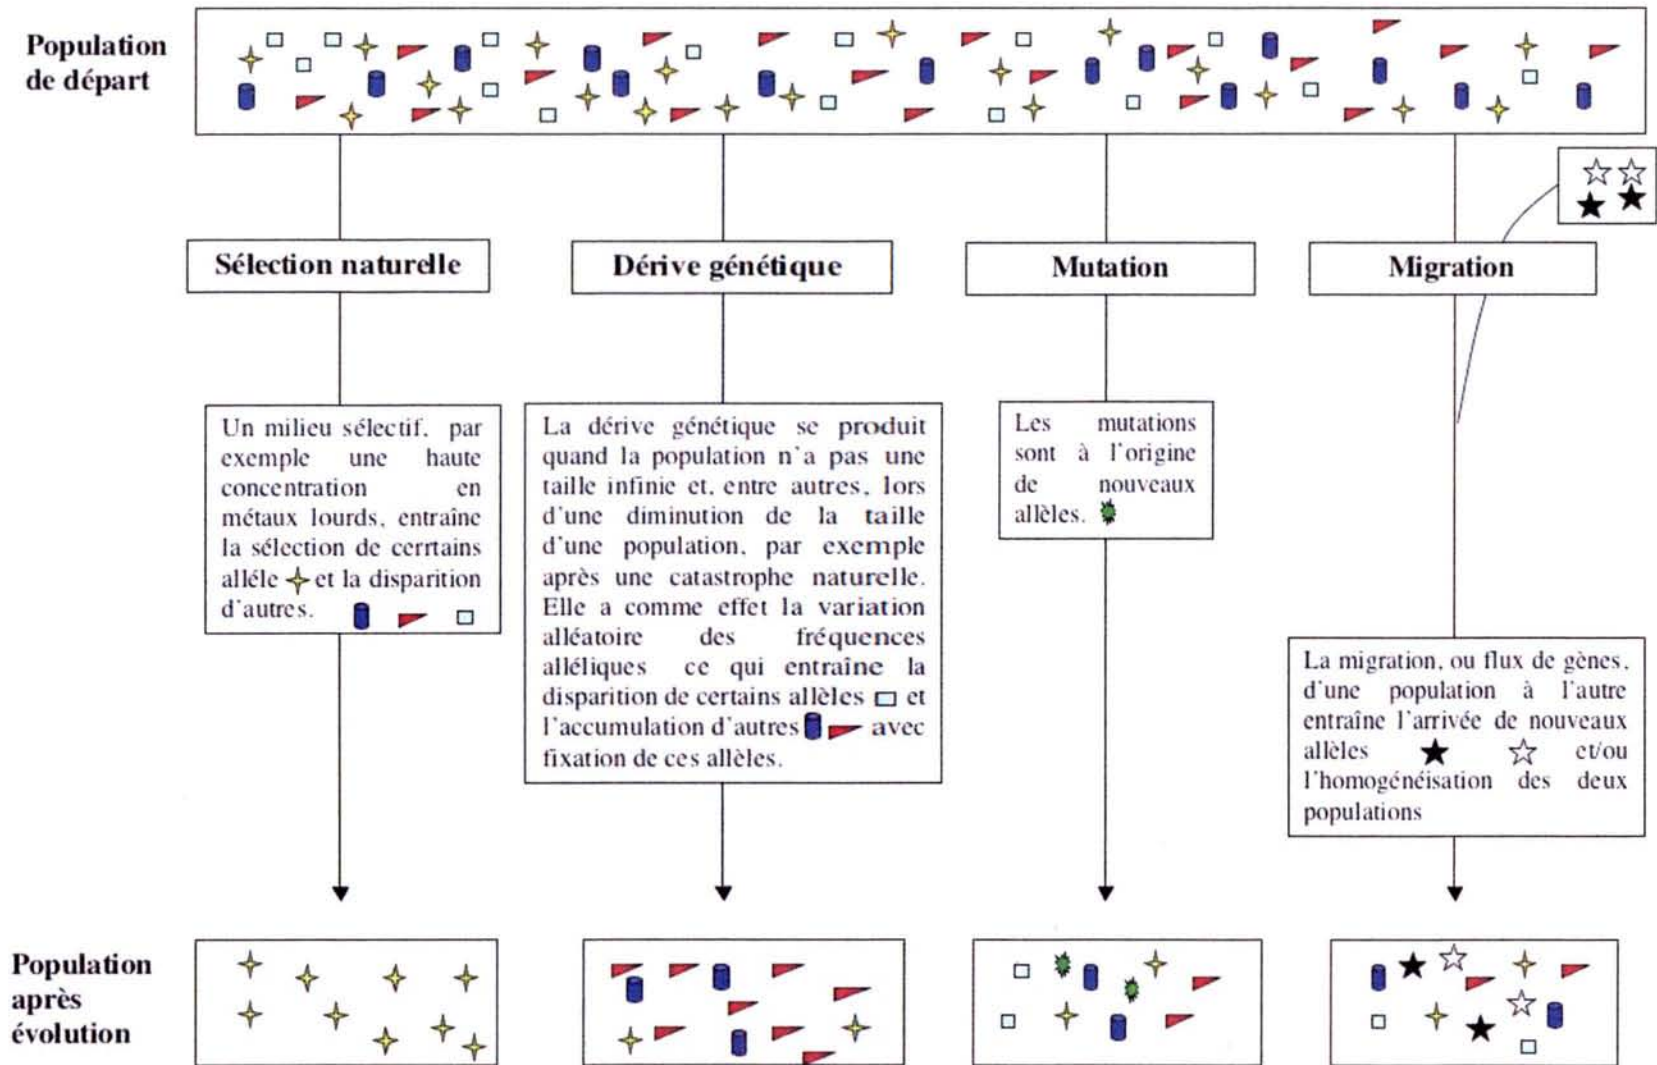 Population
de départ
Sélection naturelle
Dérive génétique
Mutation
Migration
Un milieu sélectif, par
exemple une haute
concentration en
métaux lourds, entraîne
la sélection de cerrtains
alléle et la disparition
d'autres.
La dérive génétique se produit
quand la population n'a pas une
taille infinie et, entre autres, lors
d'une diminution de la taille
d'une population, par exemple
après une catastrophe naturelle.
Elle a comme effet la variation
alléatoire des fréquences
alléliques ce qui entraîne la
disparition de certains allèles et
l'accumulation d'autres avec
fixation de ces allèles.
Les mutations
sont à l'origine
de nouveaux
allèles.
La migration, ou flux de gènes,
d'une population à l'autre
entraîne l'arrivée de nouveaux
allèles et/ou
l'homogénéisation des deux
populations
Population
après
évolution